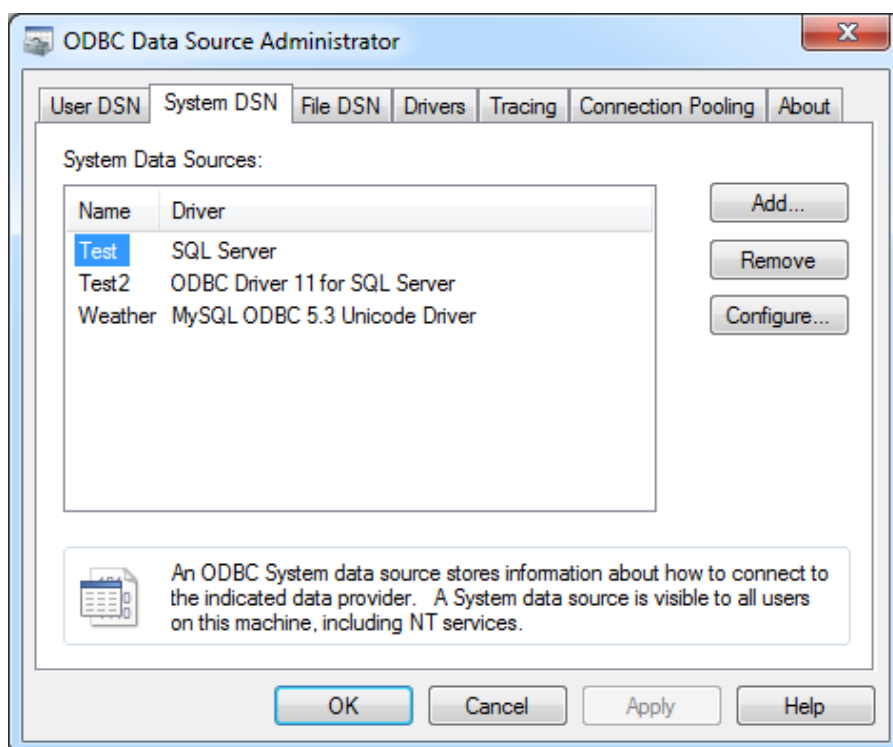 ODBC Data Source Administrator
User DSN System DSN File DSN Drivers Tracing Connection Pooling About
System Data Sources:
Name Driver
Test SQL Server
Test2 ODBC Driver 11 for SQL Server
Weather MySQL ODBC 5.3 Unicode Driver
Add...
Remove
Configure...
An ODBC System data source stores information about how to connect to
the indicated data provider. A System data source is visible to all users
on this machine, including NT services.
OK Cancel Apply Help